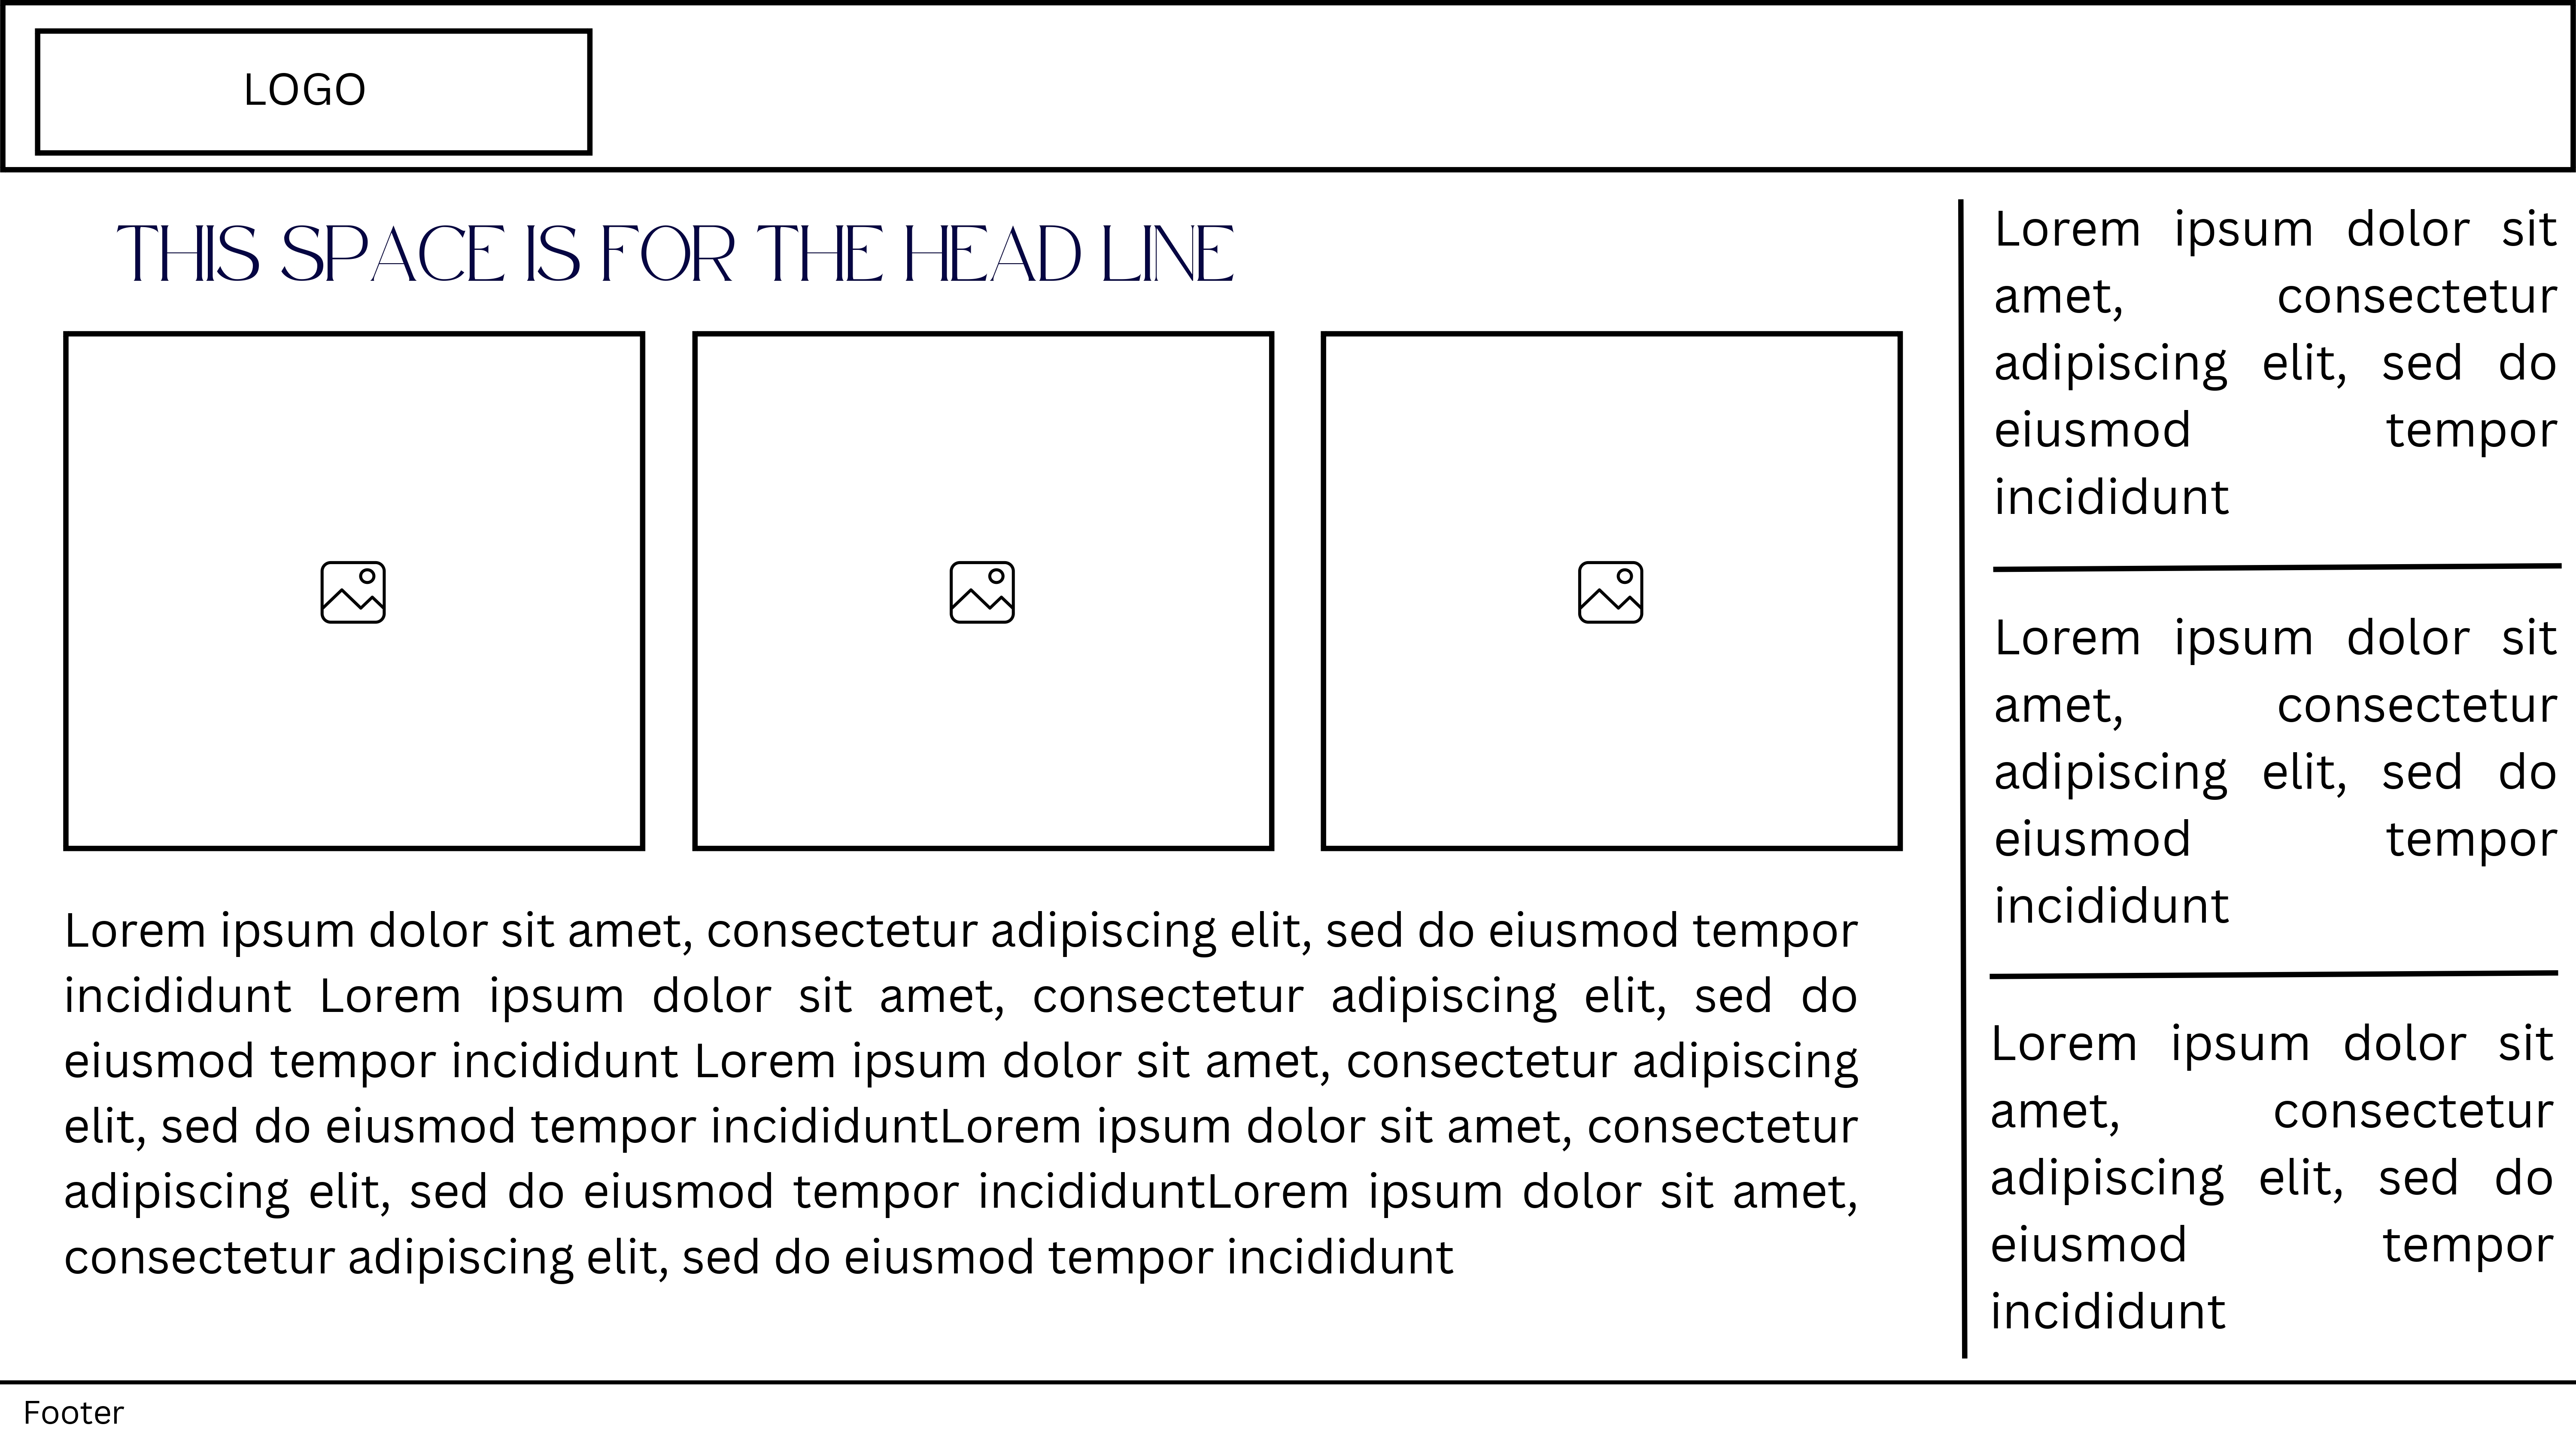 LOGO
THIS SPACE IS FOR THE HEAD LINE
Lorem ipsum dolor sit amet, consectetur adipiscing elit, sed do eiusmod tempor
incididunt Lorem ipsum dolor sit amet, consectetur adipiscing elit, sed do
eiusmod tempor incididunt Lorem ipsum dolor sit amet, consectetur adipiscing
elit, sed do eiusmod tempor incididuntLorem ipsum dolor sit amet, consectetur
adipiscing elit, sed do eiusmod tempor incididuntLorem ipsum dolor sit amet,
consectetur adipiscing elit, sed do eiusmod tempor incididunt
Lorem ipsum dolor sit
amet, consectetur
adipiscing elit, sed do
eiusmod tempor
incididunt
Lorem ipsum dolor sit
amet, consectetur
adipiscing elit, sed do
eiusmod tempor
incididunt
Lorem ipsum dolor sit
amet, consectetur
adipiscing elit, sed do
eiusmod tempor
incididunt
Footer